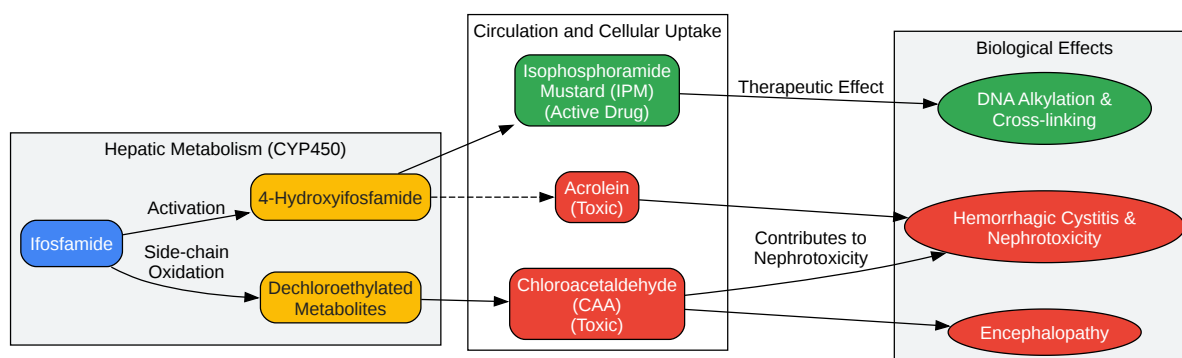 Hepatic Metabolism (CYP450)
Ifosfamide
Activation
Side-chain
Oxidation
4-Hydroxyifosfamide
Dechloroethylated
Metabolites
Circulation and Cellular Uptake
Isophosphoramide
Mustard (IPM)
(Active Drug)
Acrolein
(Toxic)
Chloroacetaldehyde
(CAA)
(Toxic)
Therapeutic Effect
Contributes to
Nephrotoxicity
Biological Effects
DNA Alkylation &
Cross-linking
Hemorrhagic Cystitis &
Nephrotoxicity
Encephalopathy